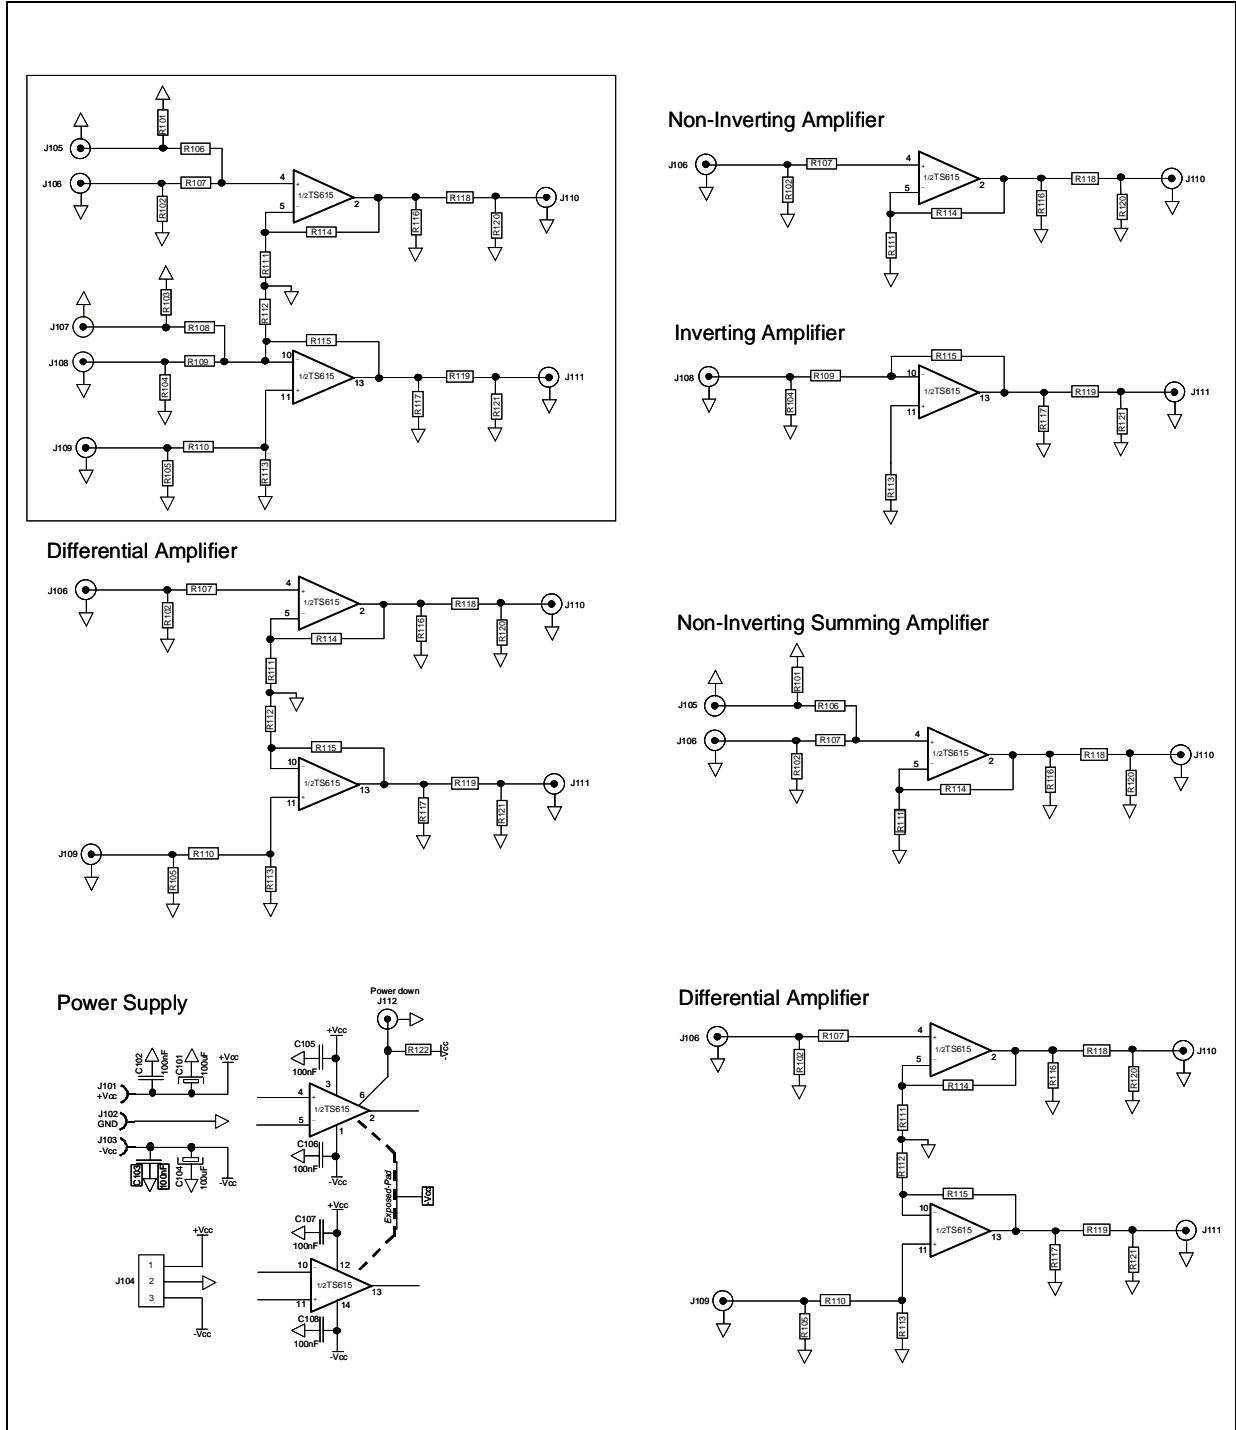 R101
J105
R106
J106
R107
R102
4
+
1/2TS615
5
−
2
R114
R116
R118
R120
J110
R111
R103
R112
J107
R108
J108
R109
R104
R115
10
−
1/2TS615
11
+
13
R117
R119
R121
J111
J109
R110
R105
R113
Non-Inverting Amplifier
J106
R107
R102
4
+
1/2TS615
5
−
2
R114
R111
R116
R118
R120
J110
Inverting Amplifier
J108
R109
R104
R115
10
−
1/2TS615
11
+
13
R113
R117
R119
R121
J111
Differential Amplifier
J106
R107
R102
4
+
1/2TS615
5
−
2
R114
R111
R116
R118
R120
J110
R112
R115
10
−
1/2TS615
11
+
13
R117
R119
R121
J111
J109
R110
R105
R113
Non-Inverting Summing Amplifier
R101
J105
R106
J106
R107
R102
4
+
1/2TS615
5
−
2
R114
R111
R116
R118
R120
J110
Power Supply
C102
100nF
C101
100uF
+Vcc
J101
+Vcc
J102
GND
J103
-Vcc
C103
100nF
C104
100uF
-Vcc
+Vcc
J104
1
2
3
-Vcc
Power down
J112
+Vcc
C105
100nF
R122
-Vcc
3
4
+
1/2TS615
6
5
−
2
1
C106
100nF
-Vcc
Exposed-Pad
-Vcc
+Vcc
C107
100nF
12
10
−
1/2TS615
13
11
+
14
C108
100nF
-Vcc
Differential Amplifier
J106
R107
R102
4
+
1/2TS615
5
−
2
R114
R111
R116
R118
R120
J110
R112
R115
10
−
1/2TS615
11
+
13
R117
R119
R121
J111
J109
R110
R105
R113